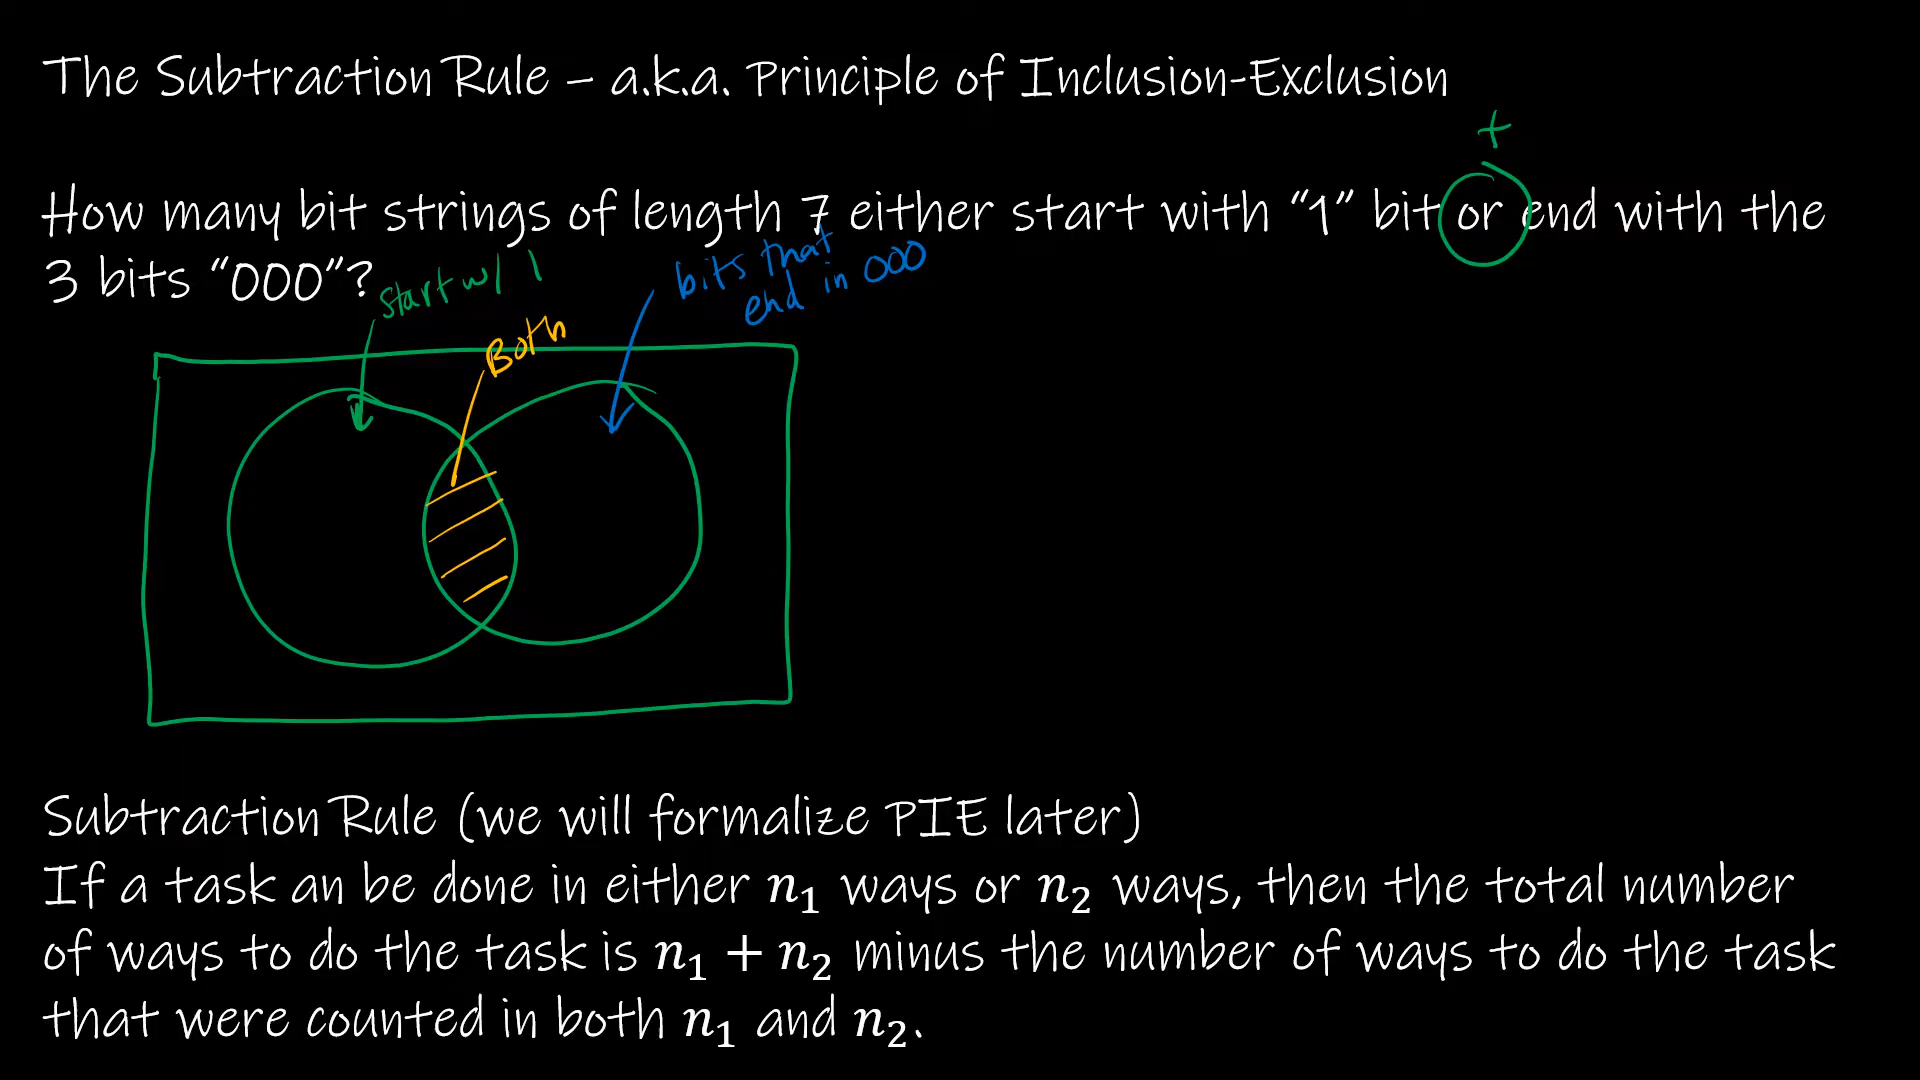 The Subtraction Rule – a.k.a. Principle of Inclusion-Exclusion
+
How many bit strings of length 7 either start with “1” bit or end with the
3 bits “000”?
start w/ 1
bits that
end in 000
Both
Subtraction Rule (we will formalize PIE later)
If a task an be done in either n₁ ways or n₂ ways, then the total number
of ways to do the task is n₁ + n₂ minus the number of ways to do the task
that were counted in both n₁ and n₂.